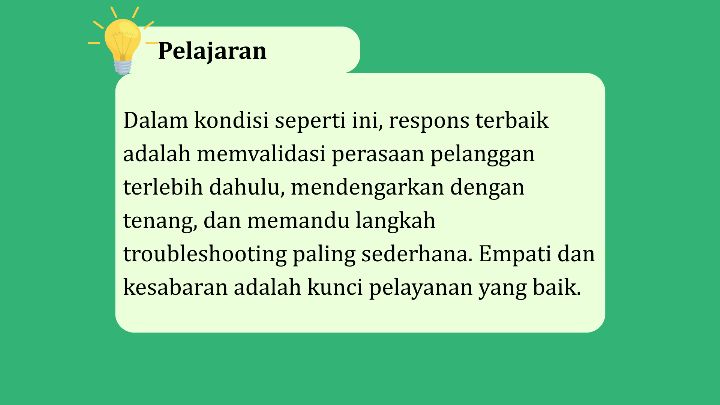 Pelajaran
Dalam kondisi seperti ini, respons terbaik
adalah memvalidasi perasaan pelanggan
terlebih dahulu, mendengarkan dengan
tenang, dan memandu langkah
troubleshooting paling sederhana. Empati dan
kesabaran adalah kunci pelayanan yang baik.